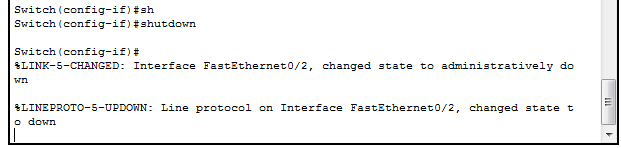 Switch(config-if)#sh
Switch(config-if)#shutdown
Switch(config-if)#
%LINK-5-CHANGED: Interface FastEthernet0/2, changed state to administratively do
wn
%LINEPROTO-5-UPDOWN: Line protocol on Interface FastEthernet0/2, changed state t
o down